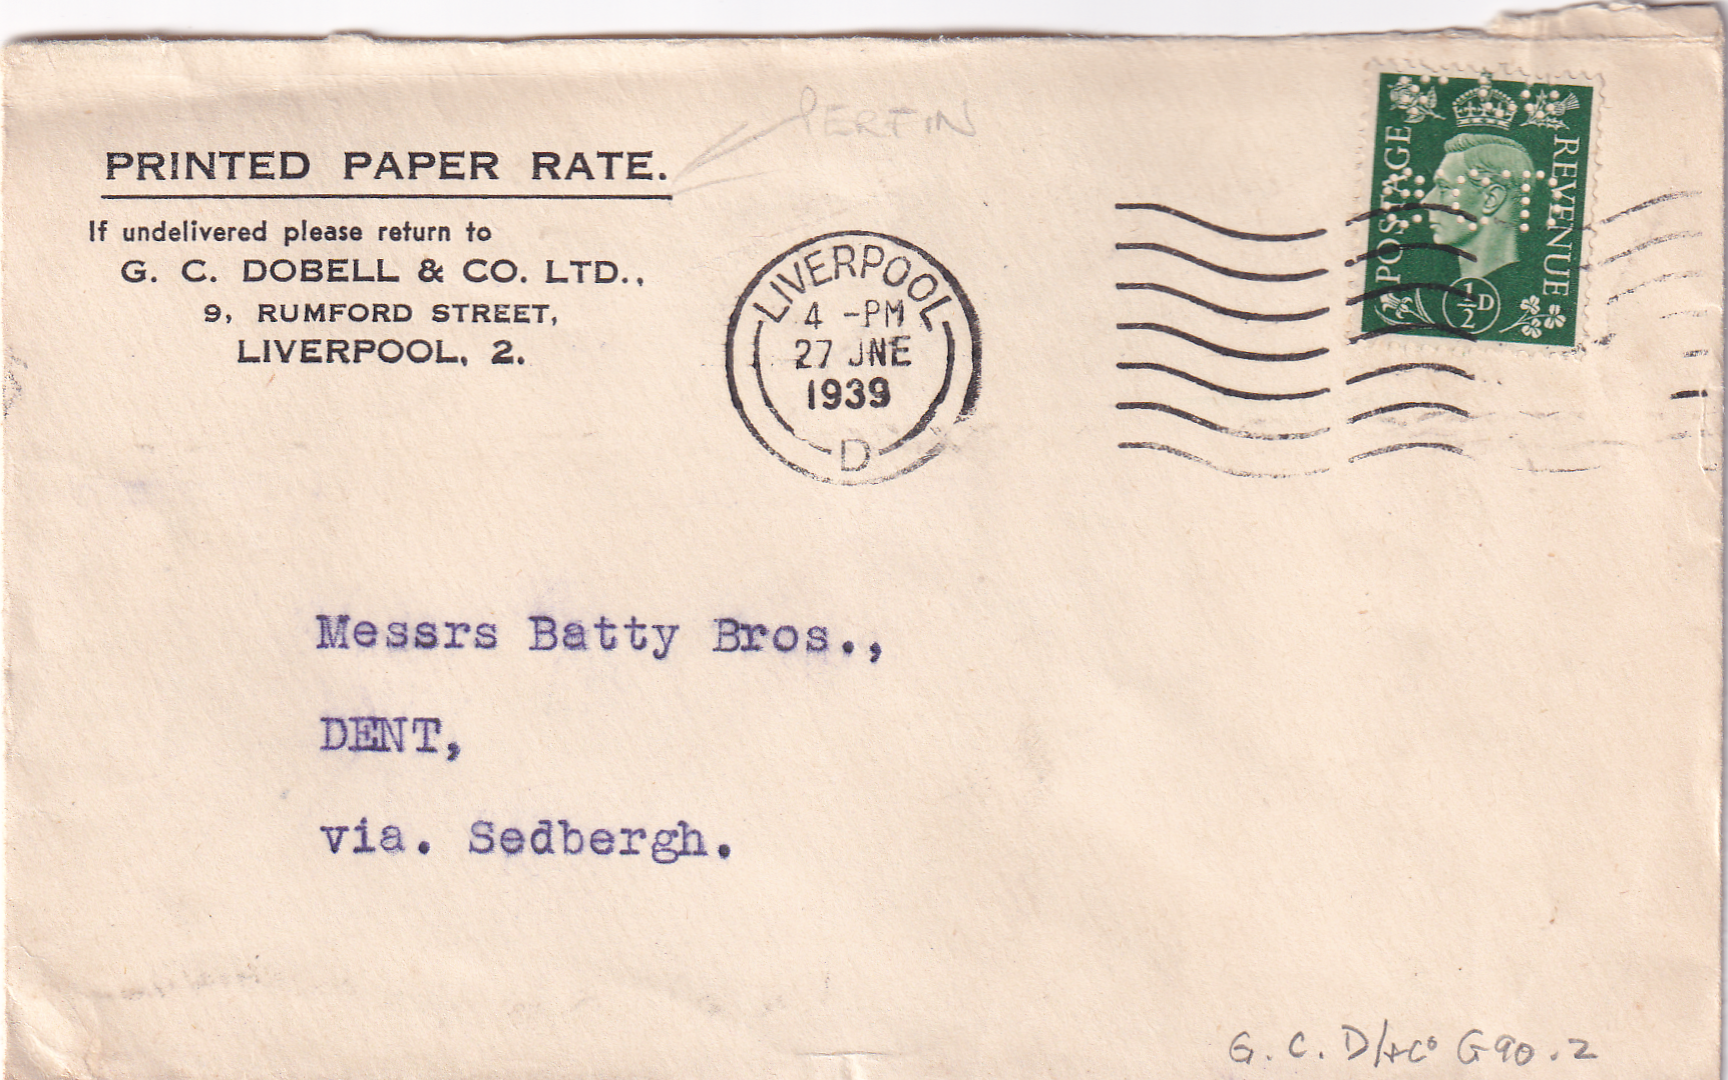 PERFIN
PRINTED PAPER RATE.
If undelivered please return to
G. C. DOBELL & CO. LTD.,
9, RUMFORD STREET,
LIVERPOOL, 2.
LIVERPOOL
4 -PM
27 JNE
1939
D
POSTAGE
REVENUE
½D
Messrs Batty Bros.,
DENT,
via. Sedbergh.
G. C. D/+Cº G90.2